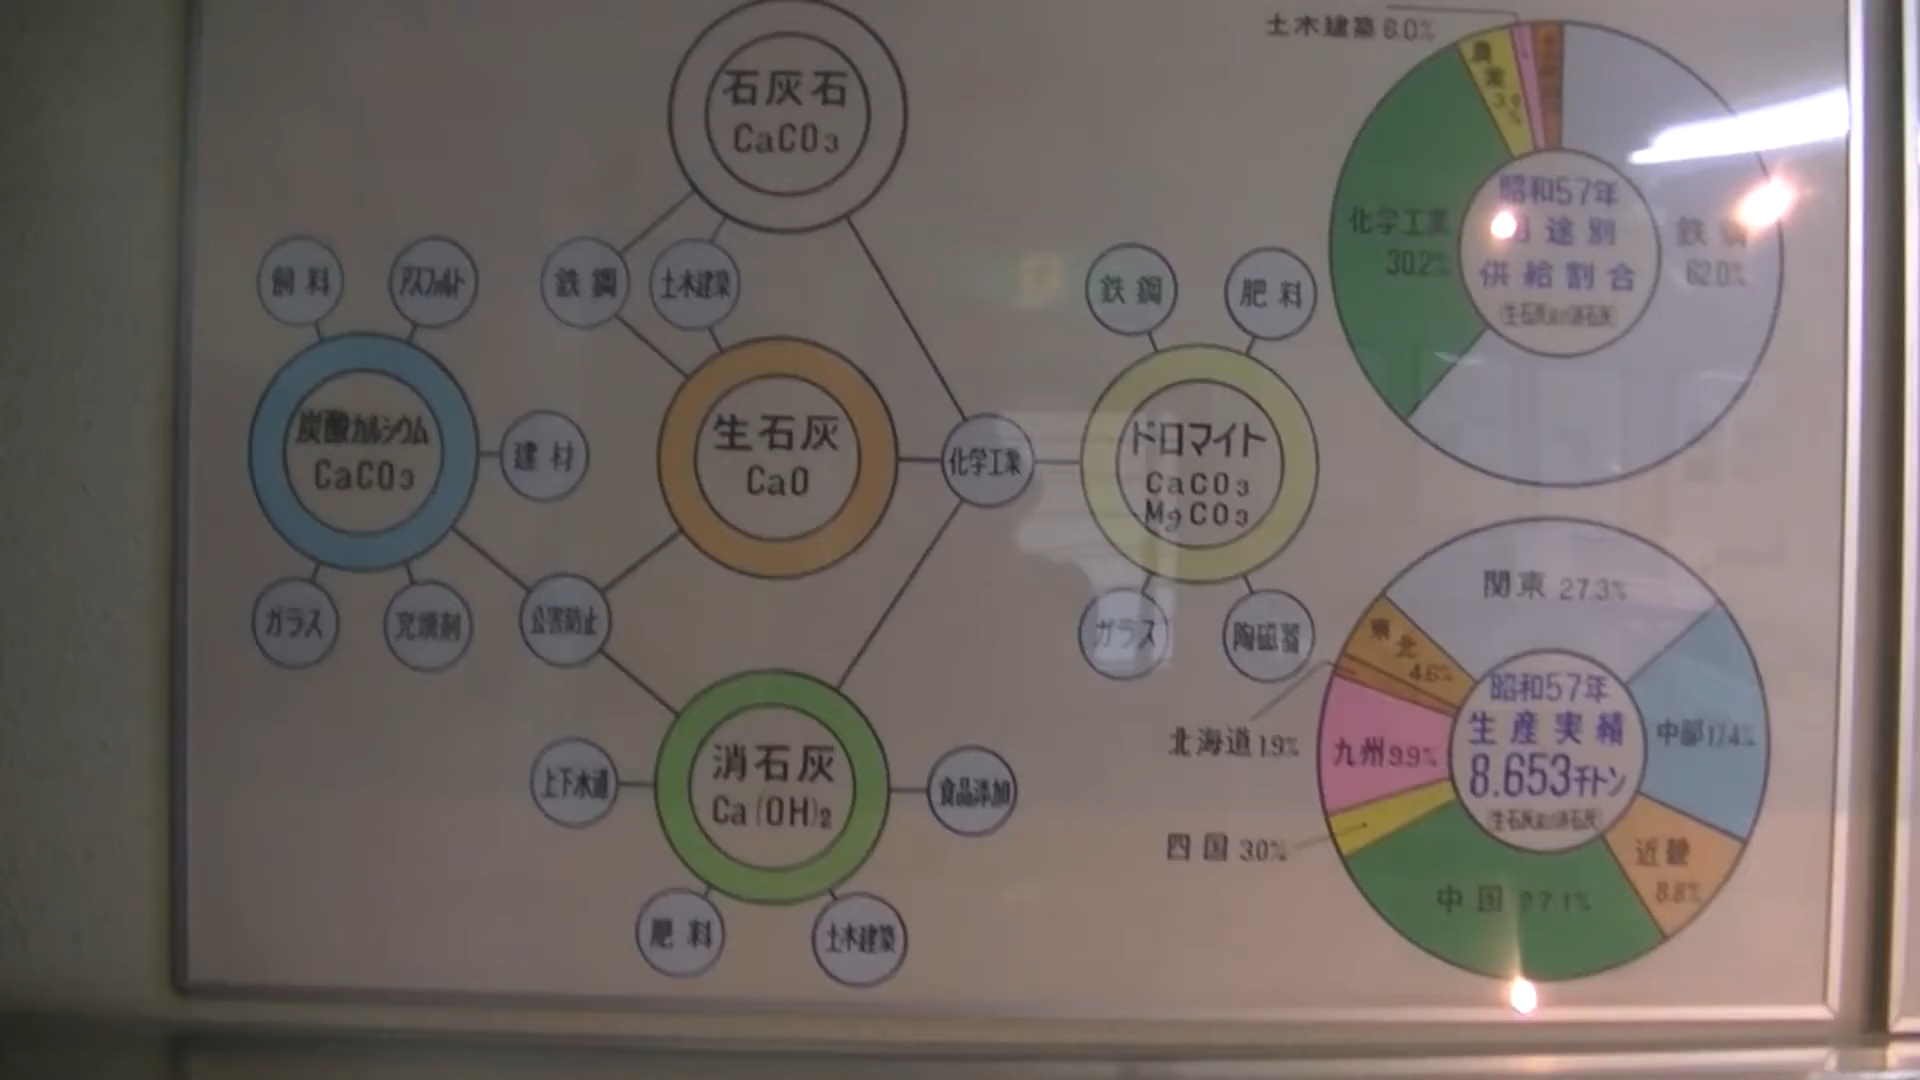 石灰石
CaCO3
飼料
アスファルト
鉄鋼
土木建築
炭酸カルシウム
CaCO3
建材
生石灰
CaO
化学工業
鉄鋼
肥料
ドロマイト
CaCO3
MgCO3
ガラス
充填剤
公害防止
ガラス
陶磁器
消石灰
Ca(OH)2
上下水道
食品添加
肥料
土木建築
土木建築
農業
3.9%
化学工業
30.2%
昭和57年
途別
供給割合
鉄
62.0%
関東 27.3%
東北
4.6%
北海道 1.9%
九州 9.9%
四国 3.0%
中国 27.1%
近畿
8.8%
中部 17.4%
昭和57年
生産実績
8.653千トン